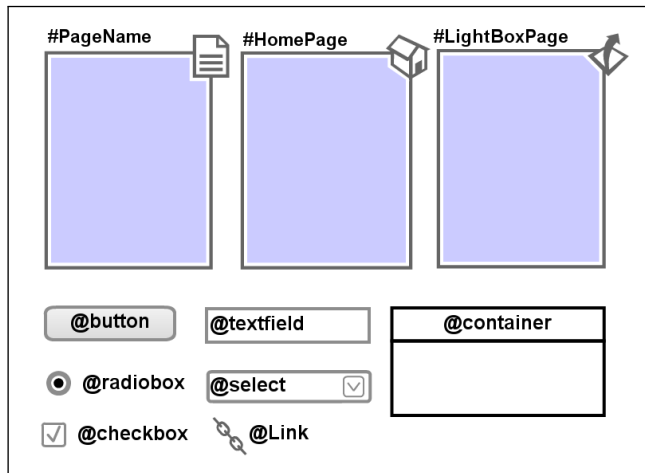 #PageName
#HomePage
#LightBoxPage
@button
@textfield
@container
@radiobox
@select
@checkbox
@Link